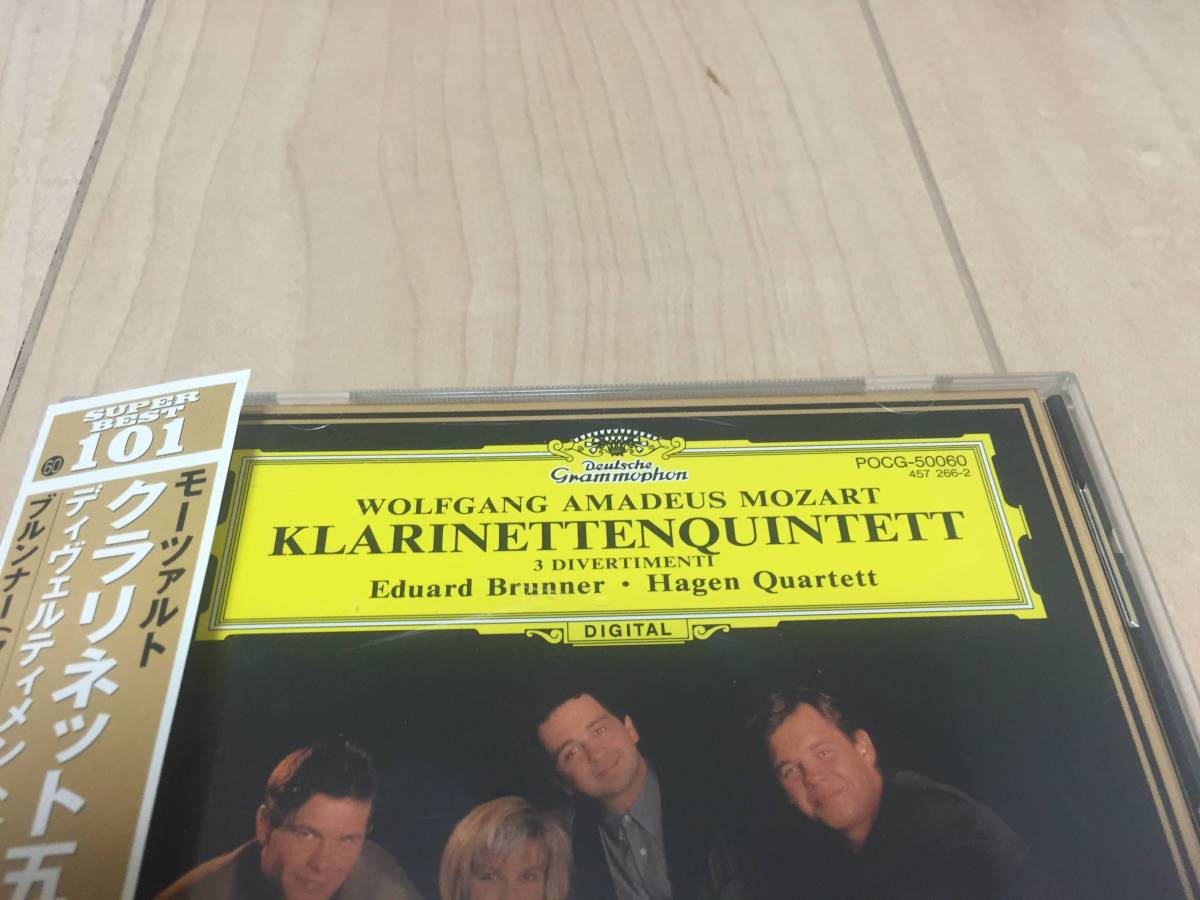 SUPER
BEST
101
60
モーツァルト
クラリネット五
ディヴェルティメント
ブルンナー(
Deutsche
Grammophon
POCG-50060
457 266-2
WOLFGANG AMADEUS MOZART
KLARINETTENQUINTETT
3 DIVERTIMENTI
Eduard Brunner • Hagen Quartett
DIGITAL